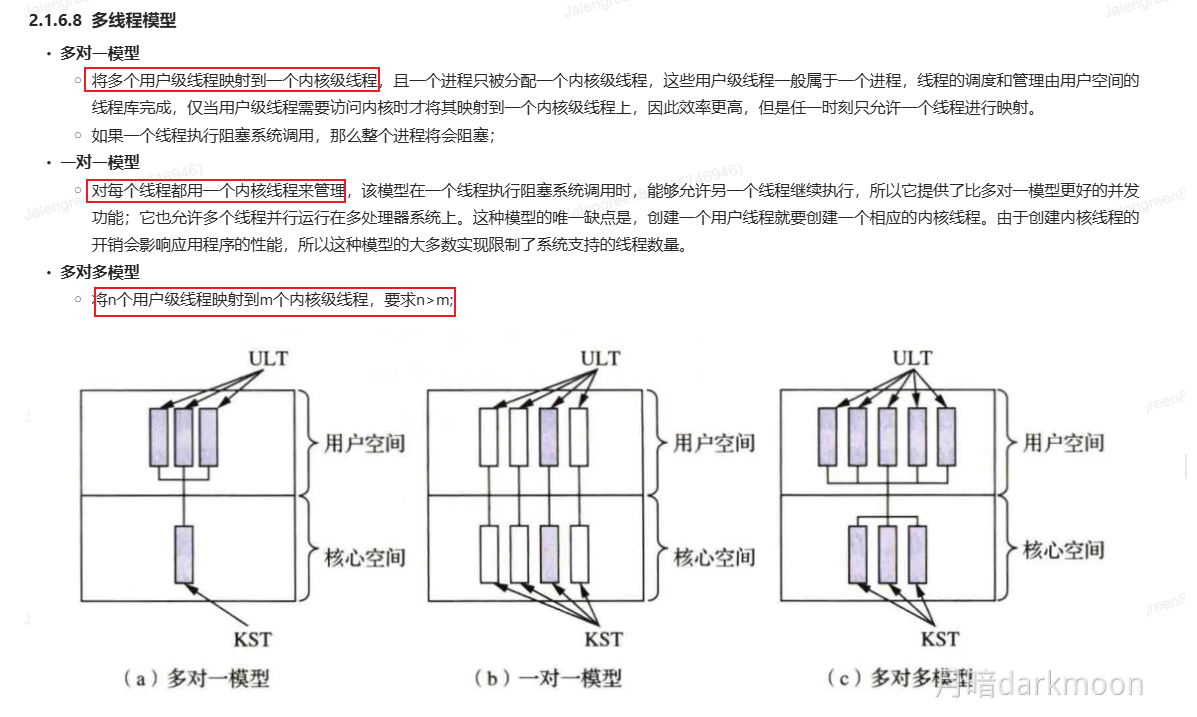 2.1.6.8 多线程模型
• 多对一模型
○ 将多个用户级线程映射到一个内核级线程，且一个进程只被分配一个内核级线程，这些用户级线程一般属于一个进程，线程的调度和管理由用户空间的
线程库完成，仅当用户级线程需要访问内核时才将其映射到一个内核级线程上，因此效率更高，但是任一时刻只允许一个线程进行映射。
○ 如果一个线程执行阻塞系统调用，那么整个进程将会阻塞；
• 一对一模型
○ 对每个线程都用一个内核线程来管理，该模型在一个线程执行阻塞系统调用时，能够允许另一个线程继续执行，所以它提供了比多对一模型更好的并发
功能；它也允许多个线程并行运行在多处理器系统上。这种模型的唯一缺点是，创建一个用户线程就要创建一个相应的内核线程。由于创建内核线程的
开销会影响应用程序的性能，所以这种模型的大多数实现限制了系统支持的线程数量。
• 多对多模型
○ 将n个用户级线程映射到m个内核级线程，要求n>m;
ULT ULT ULT
用户空间 用户空间 用户空间
核心空间 核心空间 核心空间
KST KST KST
（a）多对一模型 （b）一对一模型 （c）多对多模型
月暗darkmoon